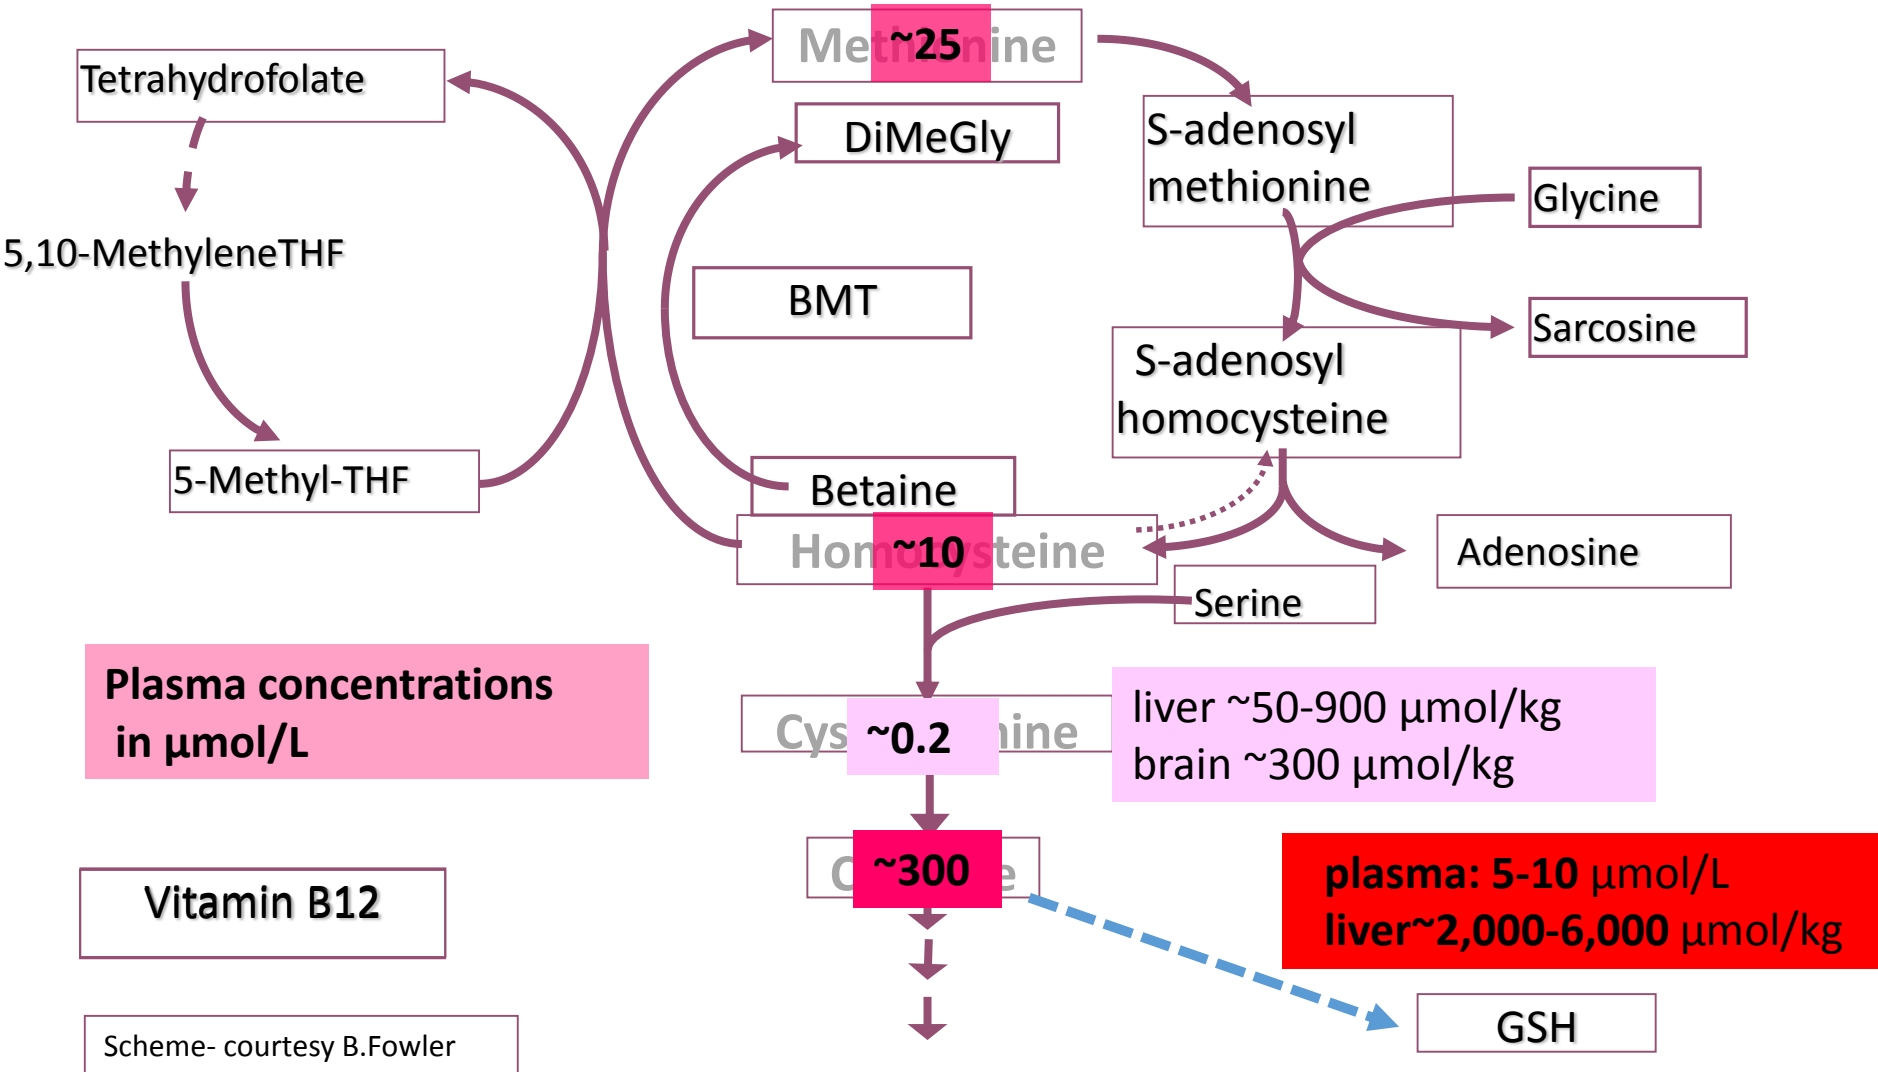 Methionine
~25
Tetrahydrofolate
DiMeGly
S-adenosyl
methionine
Glycine
5,10-MethyleneTHF
BMT
Sarcosine
S-adenosyl
homocysteine
5-Methyl-THF
Betaine
Homocysteine
~10
Adenosine
Serine
Plasma concentrations
in µmol/L
~0.2
liver ~50-900 µmol/kg
brain ~300 µmol/kg
~300
plasma: 5-10 µmol/L
liver~2,000-6,000 µmol/kg
Vitamin B12
GSH
Scheme- courtesy B.Fowler